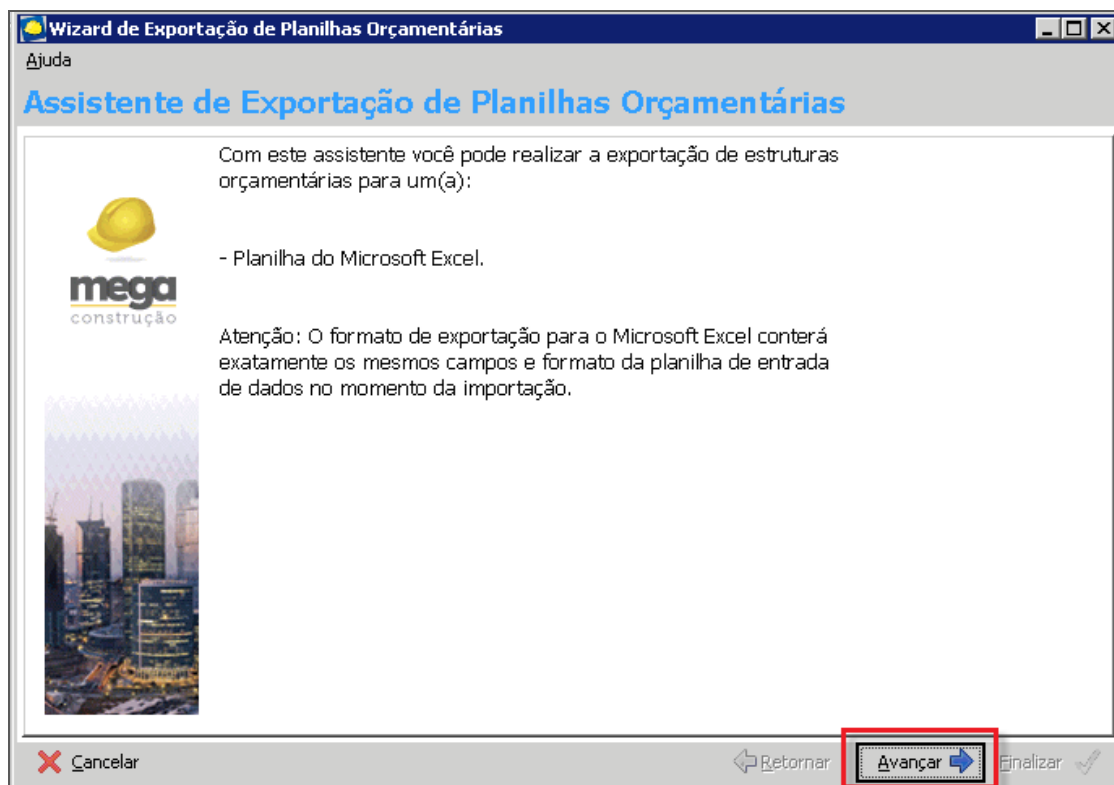 Wizard de Exportação de Planilhas Orçamentárias
Ajuda
Assistente de Exportação de Planilhas Orçamentárias
Com este assistente você pode realizar a exportação de estruturas
orçamentárias para um(a):
- Planilha do Microsoft Excel.
mega
construção
Atenção: O formato de exportação para o Microsoft Excel conterá
exatamente os mesmos campos e formato da planilha de entrada
de dados no momento da importação.
Cancelar
Retornar
Avançar
Finalizar